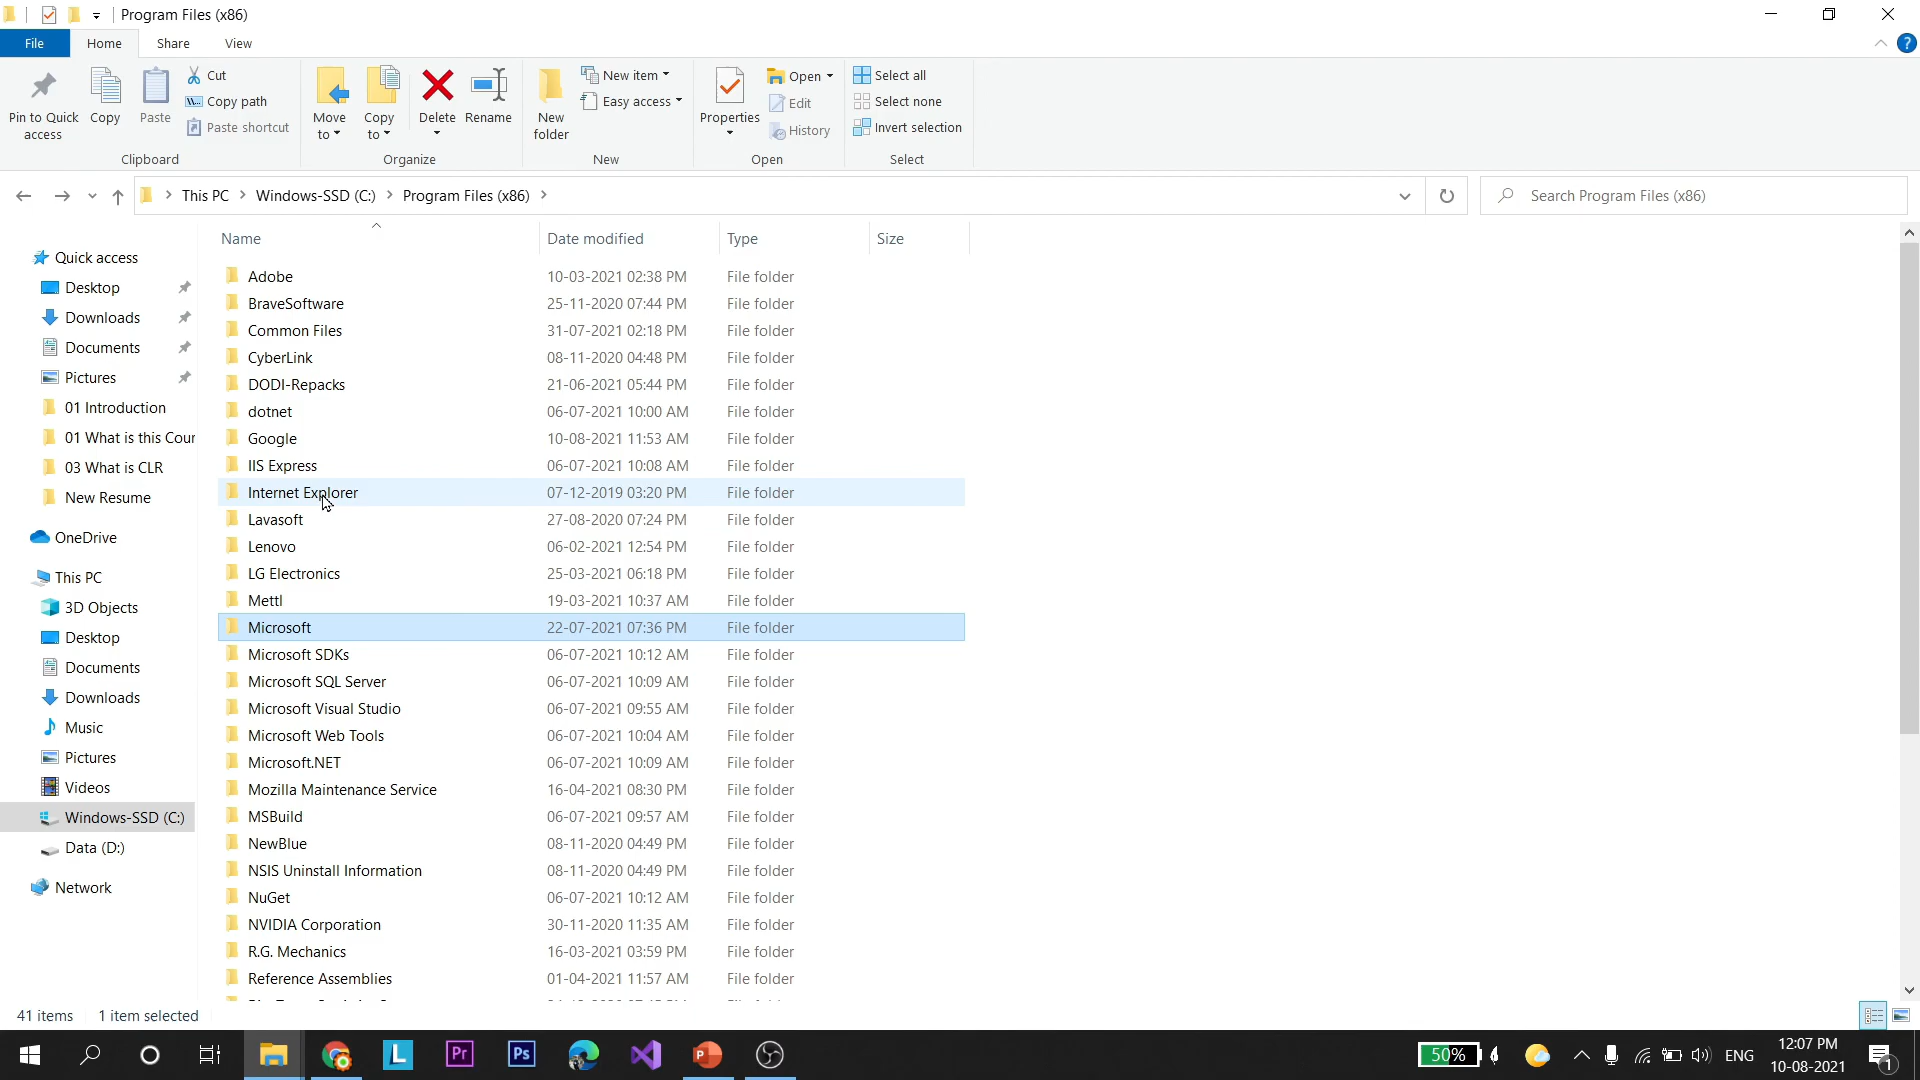 Program Files (x86)
File
Home
Share
View
Pin to Quick access
Copy
Paste
Cut
Copy path
Paste shortcut
Clipboard
Move to
Copy to
Delete
Rename
Organize
New folder
New item
Easy access
New
Properties
Open
Edit
History
Open
Select all
Select none
Invert selection
Select
This PC > Windows-SSD (C:) > Program Files (x86) >
Search Program Files (x86)
Quick access
Desktop
Downloads
Documents
Pictures
01 Introduction
01 What is this Cour
03 What is CLR
New Resume
OneDrive
This PC
3D Objects
Desktop
Documents
Downloads
Music
Pictures
Videos
Windows-SSD (C:)
Data (D:)
Network
Name Date modified Type Size
Adobe 10-03-2021 02:38 PM File folder
BraveSoftware 25-11-2020 07:44 PM File folder
Common Files 31-07-2021 02:18 PM File folder
CyberLink 08-11-2020 04:48 PM File folder
DODI-Repacks 21-06-2021 05:44 PM File folder
dotnet 06-07-2021 10:00 AM File folder
Google 10-08-2021 11:53 AM File folder
IIS Express 06-07-2021 10:08 AM File folder
Internet Explorer 07-12-2019 03:20 PM File folder
Lavasoft 27-08-2020 07:24 PM File folder
Lenovo 06-02-2021 12:54 PM File folder
LG Electronics 25-03-2021 06:18 PM File folder
Mettl 19-03-2021 10:37 AM File folder
Microsoft 22-07-2021 07:36 PM File folder
Microsoft SDKs 06-07-2021 10:12 AM File folder
Microsoft SQL Server 06-07-2021 10:09 AM File folder
Microsoft Visual Studio 06-07-2021 09:55 AM File folder
Microsoft Web Tools 06-07-2021 10:04 AM File folder
Microsoft.NET 06-07-2021 10:09 AM File folder
Mozilla Maintenance Service 16-04-2021 08:30 PM File folder
MSBuild 06-07-2021 09:57 AM File folder
NewBlue 08-11-2020 04:49 PM File folder
NSIS Uninstall Information 08-11-2020 04:49 PM File folder
NuGet 06-07-2021 10:12 AM File folder
NVIDIA Corporation 30-11-2020 11:35 AM File folder
R.G. Mechanics 16-03-2021 03:59 PM File folder
Reference Assemblies 01-04-2021 11:57 AM File folder
41 items 1 item selected
L
Pr
Ps
P
50%
ENG
12:07 PM
10-08-2021
1